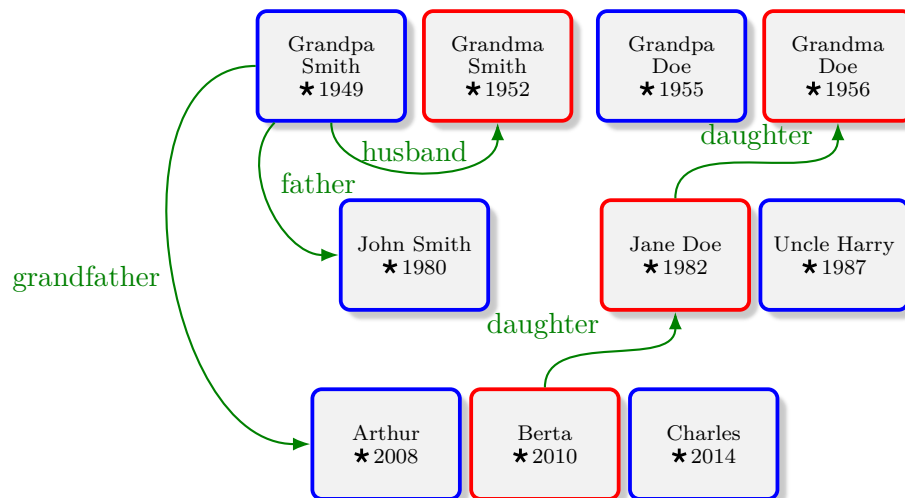 Grandpa
Smith
★1949
Grandma
Smith
★1952
Grandpa
Doe
★1955
Grandma
Doe
★1956
husband
daughter
father
John Smith
★1980
Jane Doe
★1982
Uncle Harry
★1987
grandfather
daughter
Arthur
★2008
Berta
★2010
Charles
★2014